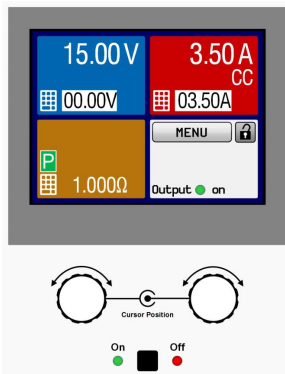 15.00 V
3.50 A
CC
00.00V
03.50A
P
1.000Ω
MENU
Output on
Cursor Position
On
Off